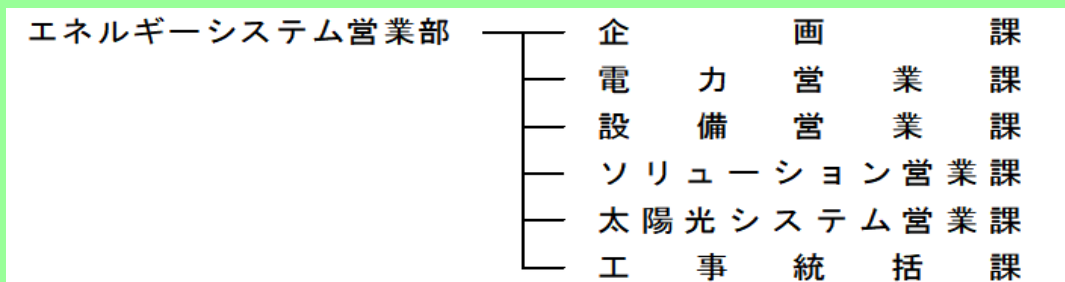 エネルギーシステム営業部 企画課
電力営業課
設備営業課
ソリューション営業課
太陽光システム営業課
工事統括課